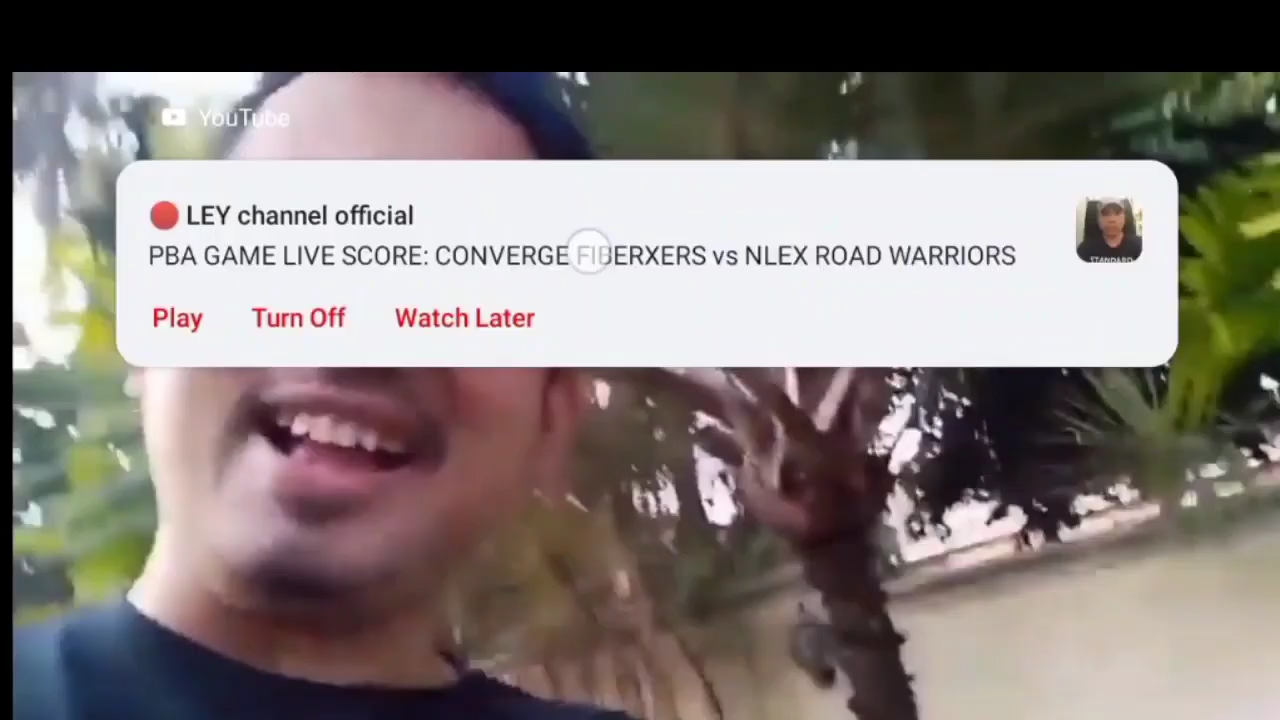 YouTube
LEY channel official
PBA GAME LIVE SCORE: CONVERGE FIBERXERS vs NLEX ROAD WARRIORS
STANDARD
Play Turn Off Watch Later